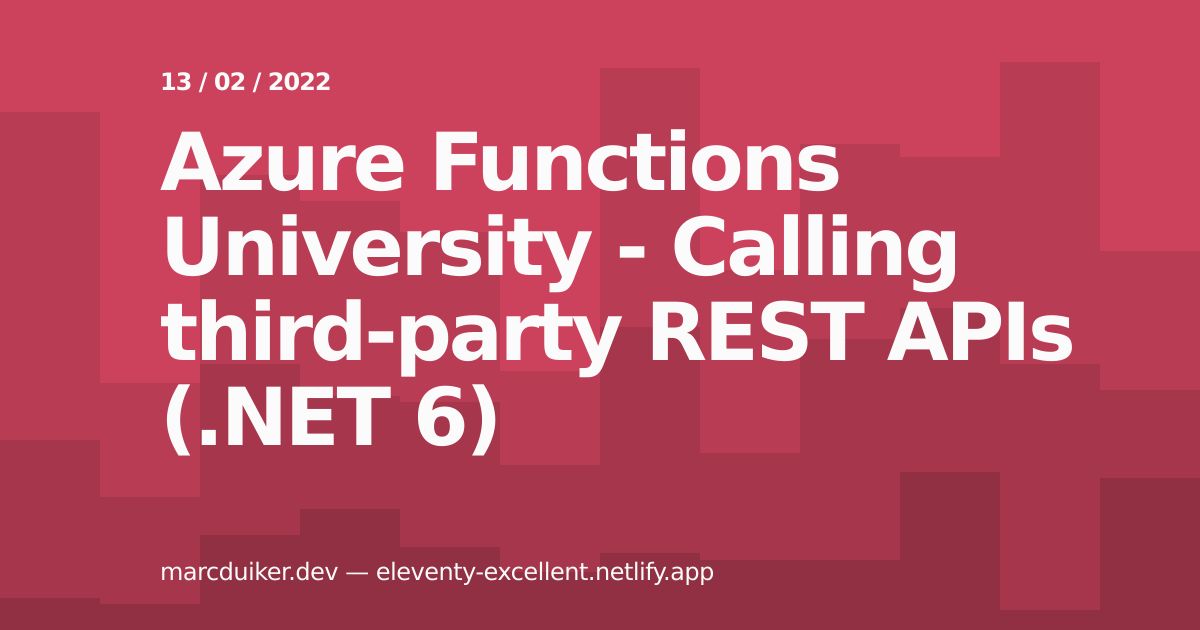 13 / 02 / 2022
Azure Functions
University - Calling
third-party REST APIs
(.NET 6)
marcduiker.dev — eleventy-excellent.netlify.app